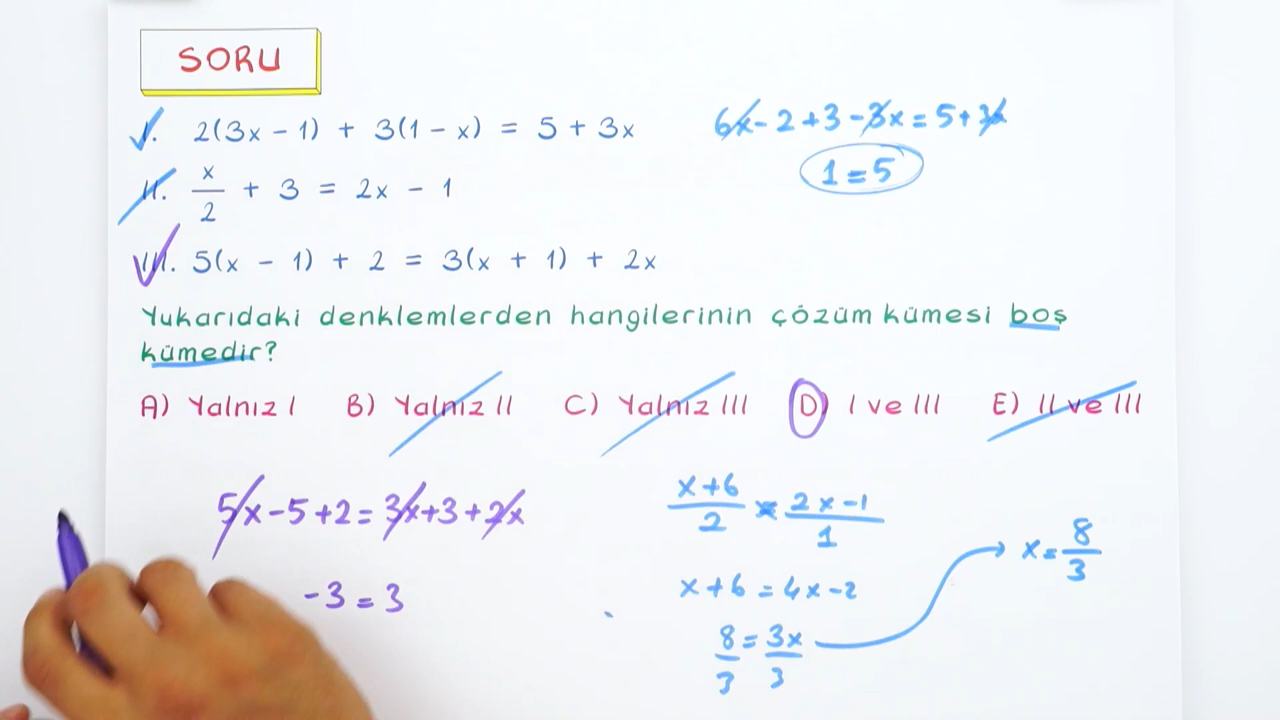 SORU
I. 2(3x - 1) + 3(1 - x) = 5 + 3x
II. x/2 + 3 = 2x - 1
III. 5(x - 1) + 2 = 3(x + 1) + 2x
Yukarıdaki denklemlerden hangilerinin çözüm kümesi boş
kümedir?
A) Yalnız I B) Yalnız II C) Yalnız III D) I ve III E) II ve III
6x - 2 + 3 - 3x = 5 + 3x
1 = 5
5x - 5 + 2 = 3x + 3 + 2x
-3 = 3
x+6/2 = 2x-1/1
x + 6 = 4x - 2
8/3 = 3x/3
x = 8/3